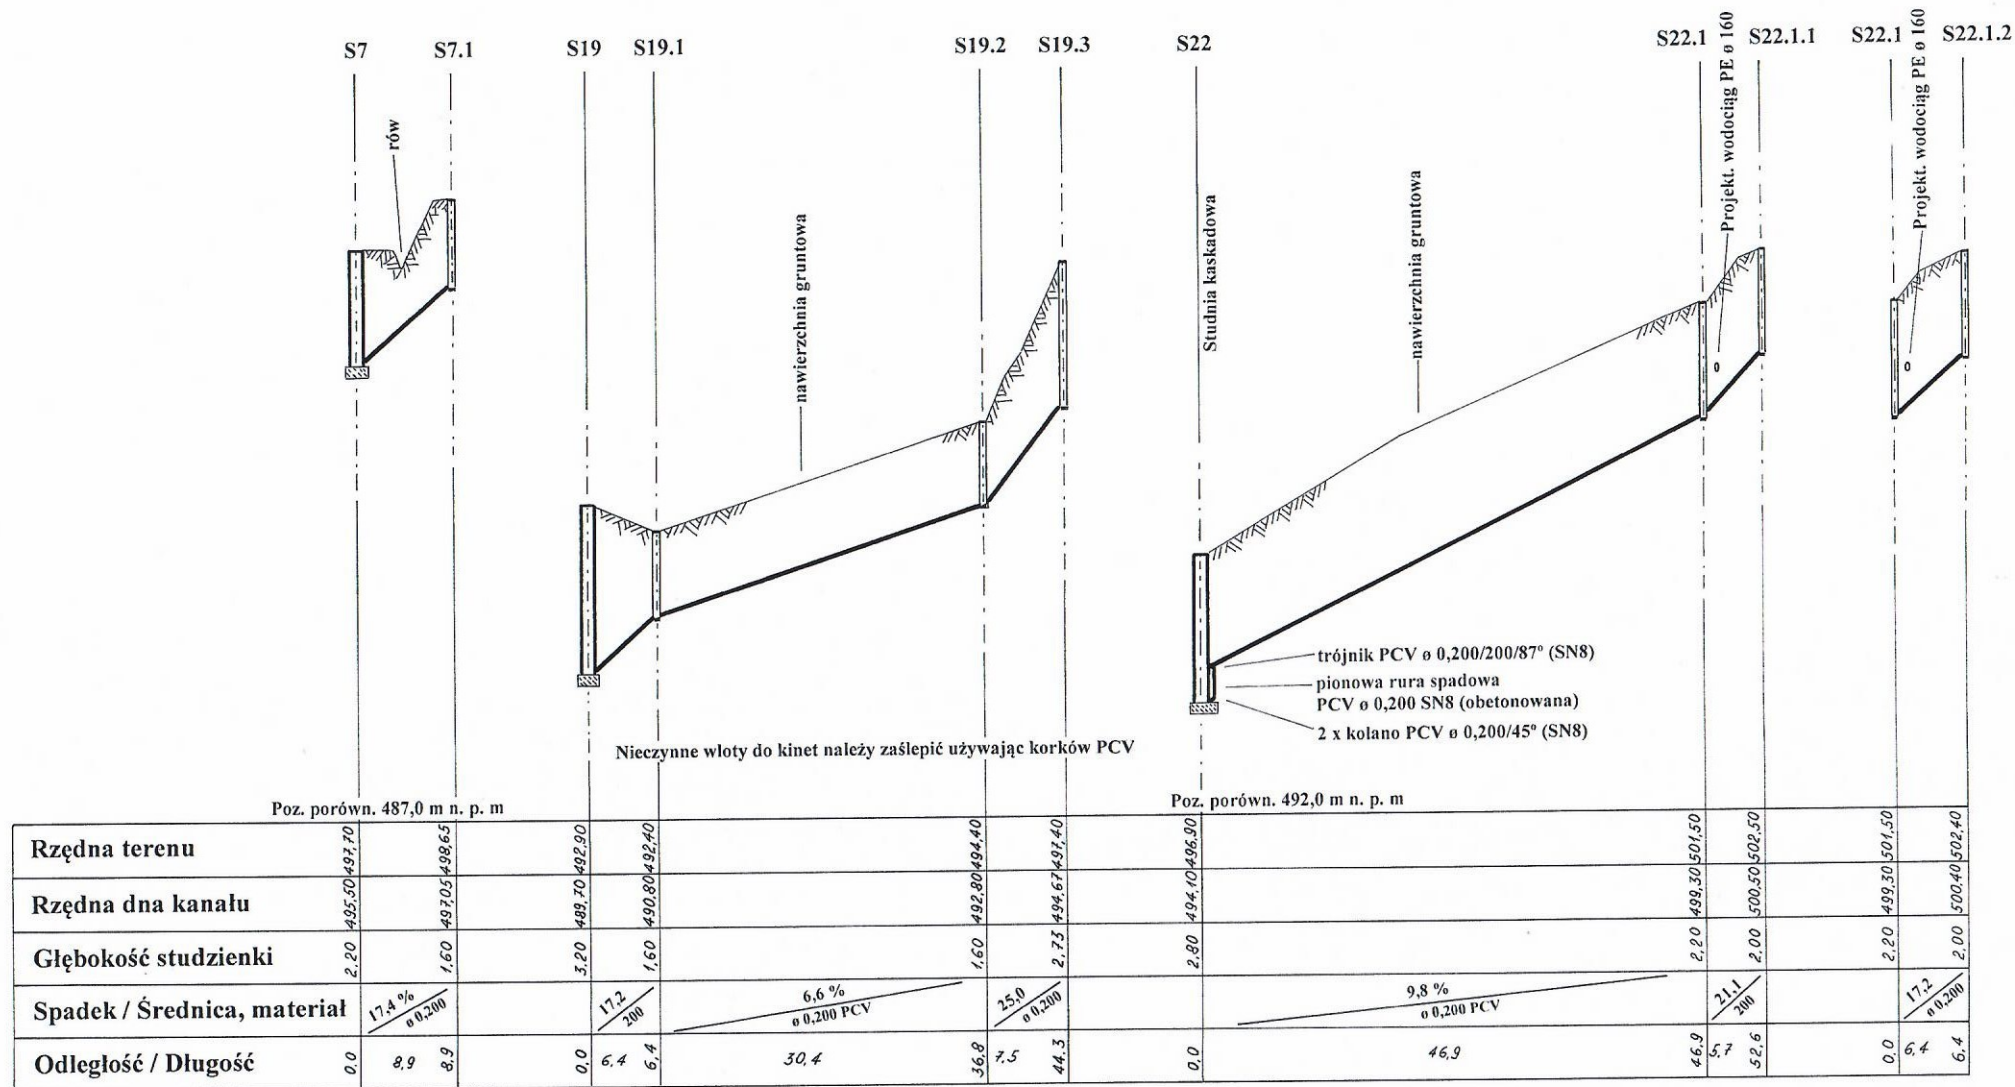 S7
S7.1
S19
S19.1
S19.2
S19.3
S22
S22.1
Projekt. wodociąg PE ø 160
S22.1.1
S22.1
Projekt. wodociąg PE ø 160
S22.1.2
rów
nawierzchnia gruntowa
Studnia kaskadowa
nawierzchnia gruntowa
trójnik PCV ø 0,200/200/87º (SN8)
pionowa rura spadowa
PCV ø 0,200 SN8 (obetonowana)
2 x kolano PCV ø 0,200/45º (SN8)
Nieczynne wloty do kinet należy zaślepić używając korków PCV
Poz. porówn. 487,0 m n. p. m
Poz. porówn. 492,0 m n. p. m
Rzędna terenu 497,70 498,65 492,90 492,40 494,40 497,40 496,90 501,50 502,50 501,50 502,40
Rzędna dna kanału 495,50 497,05 489,70 490,80 492,80 494,67 494,10 499,30 500,50 499,30 500,40
Głębokość studzienki 2,20 1,60 3,20 1,60 1,60 2,73 2,80 2,20 2,00 2,20 2,00
Spadek / Średnica, materiał 17,4 % ø 0,200 17,2 200 6,6 % ø 0,200 PCV 25,0 ø 0,200 9,8 % ø 0,200 PCV 21,1 200 17,2 ø 0,200
Odległość / Długość 0,0 8,9 8,9 0,0 6,4 6,4 30,4 36,8 7,5 44,3 0,0 46,9 46,9 5,7 52,6 0,0 6,4 6,4